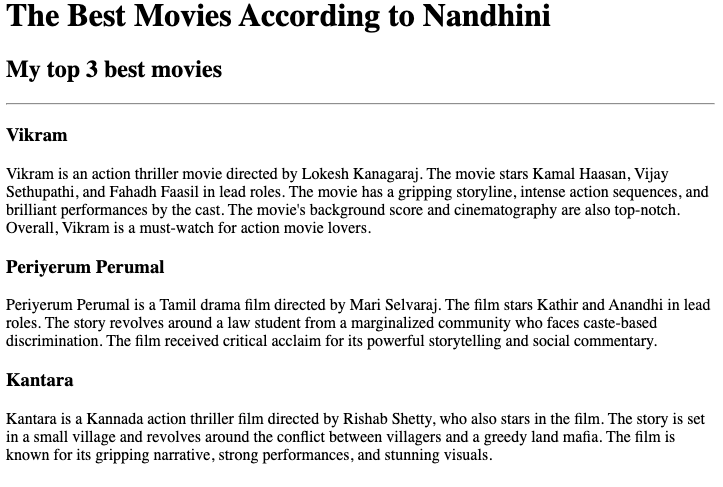 The Best Movies According to Nandhini
My top 3 best movies
Vikram
Vikram is an action thriller movie directed by Lokesh Kanagaraj. The movie stars Kamal Haasan, Vijay
Sethupathi, and Fahadh Faasil in lead roles. The movie has a gripping storyline, intense action sequences, and
brilliant performances by the cast. The movie's background score and cinematography are also top-notch.
Overall, Vikram is a must-watch for action movie lovers.
Periyerum Perumal
Periyerum Perumal is a Tamil drama film directed by Mari Selvaraj. The film stars Kathir and Anandhi in lead
roles. The story revolves around a law student from a marginalized community who faces caste-based
discrimination. The film received critical acclaim for its powerful storytelling and social commentary.
Kantara
Kantara is a Kannada action thriller film directed by Rishab Shetty, who also stars in the film. The story is set
in a small village and revolves around the conflict between villagers and a greedy land mafia. The film is
known for its gripping narrative, strong performances, and stunning visuals.